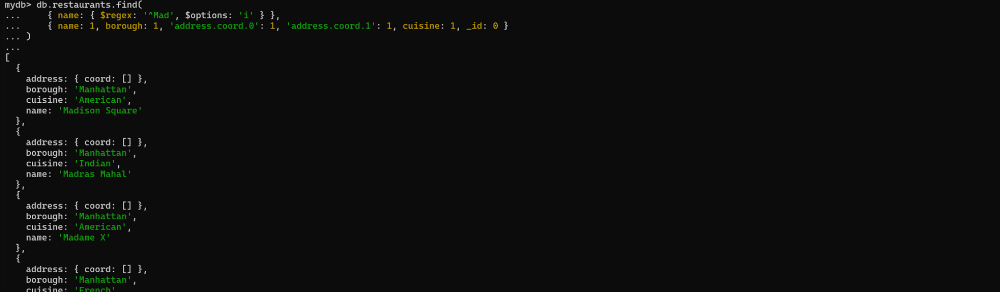 mydb> db.restaurants.find(
...     { name: { $regex: '^Mad', $options: 'i' } },
...     { name: 1, borough: 1, 'address.coord.0': 1, 'address.coord.1': 1, cuisine: 1, _id: 0 }
... )
...
[
  {
    address: { coord: [] },
    borough: 'Manhattan',
    cuisine: 'American',
    name: 'Madison Square'
  },
  {
    address: { coord: [] },
    borough: 'Manhattan',
    cuisine: 'Indian',
    name: 'Madras Mahal'
  },
  {
    address: { coord: [] },
    borough: 'Manhattan',
    cuisine: 'American',
    name: 'Madame X'
  },
  {
    address: { coord: [] },
    borough: 'Manhattan',
    cuisine: 'French'